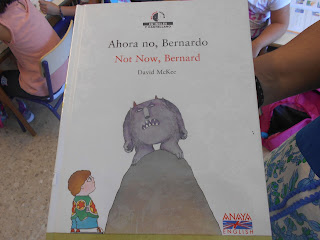 Ahora no, Bernardo
Not Now, Bernard
David McKee
ANAYA
ENGLISH